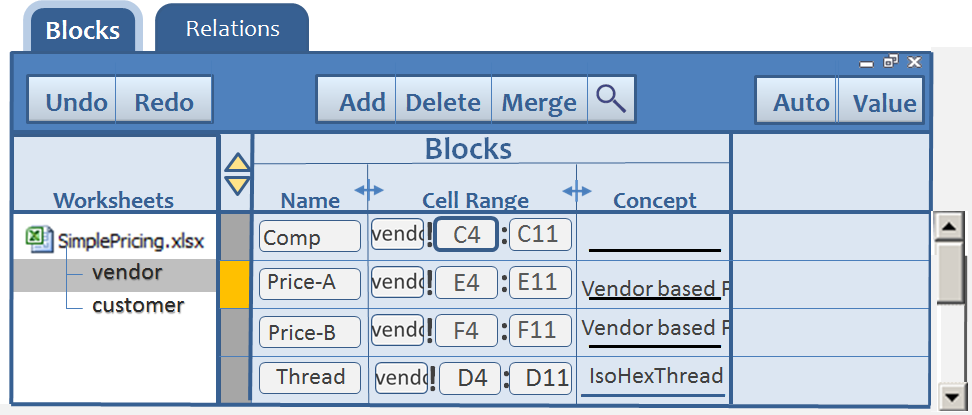 Blocks Relations
Undo Redo Add Delete Merge Auto Value
Blocks
Worksheets Name Cell Range Concept
SimplePricing.xlsx
vendor
customer
Comp vendo!C4:C11
Price-A vendo!E4:E11 Vendor based F
Price-B vendo!F4:F11 Vendor based F
Thread vendo!D4:D11 IsoHexThread